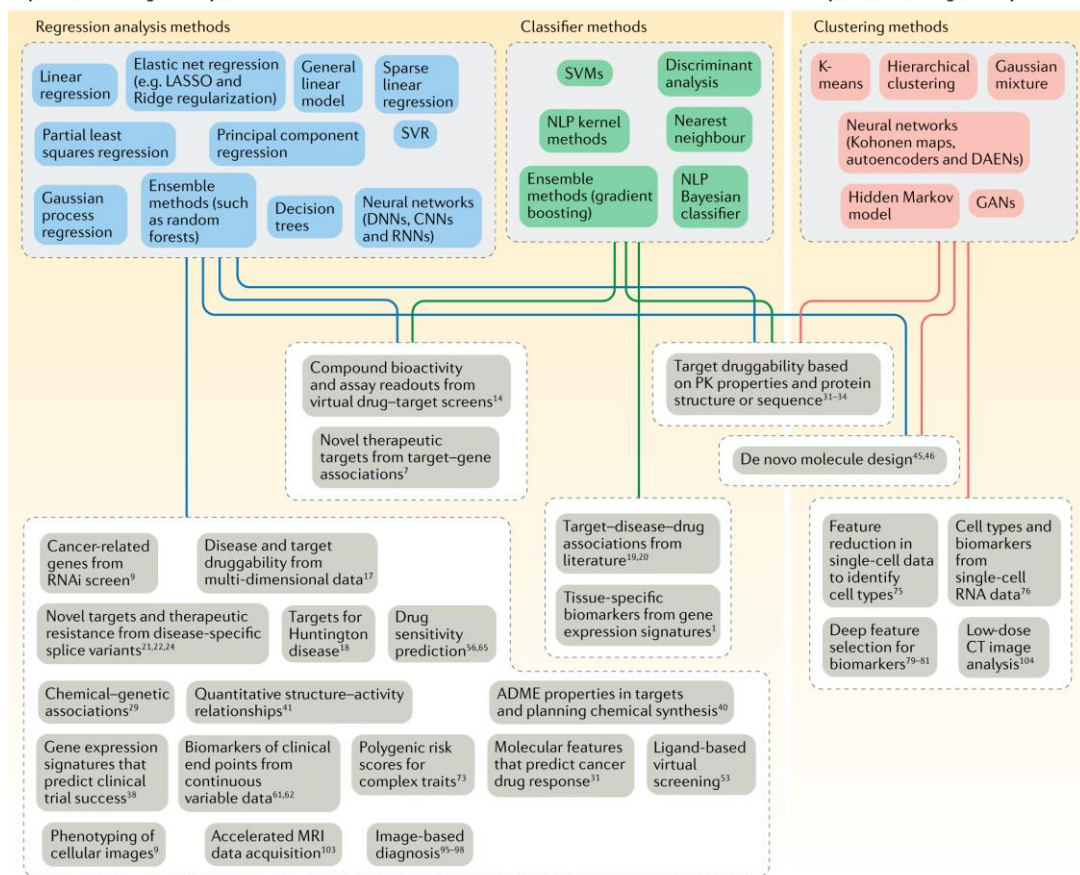 Regression analysis methods
Linear
regression
Elastic net regression
(e.g. LASSO and
Ridge regularization)
General
linear
model
Sparse
linear
regression
Partial least
squares regression
Principal component
regression
SVR
Gaussian
process
regression
Ensemble
methods (such
as random
forests)
Decision
trees
Neural networks
(DNNs, CNNs
and RNNs)
Classifier methods
SVMs
Discriminant
analysis
NLP kernel
methods
Nearest
neighbour
Ensemble
methods (gradient
boosting)
NLP
Bayesian
classifier
Clustering methods
K-
means
Hierarchical
clustering
Gaussian
mixture
Neural networks
(Kohonen maps,
autoencoders and DAENs)
Hidden Markov
model
GANs
Compound bioactivity
and assay readouts from
virtual drug–target screens14
Novel therapeutic
targets from target–gene
associations7
Target druggability based
on PK properties and protein
structure or sequence31–34
De novo molecule design45,46
Cancer-related
genes from
RNAi screen9
Disease and target
druggability from
multi-dimensional data17
Novel targets and therapeutic
resistance from disease-specific
splice variants21,22,24
Targets for
Huntington
disease18
Drug
sensitivity
prediction56,65
Chemical–genetic
associations29
Quantitative structure–activity
relationships41
ADME properties in targets
and planning chemical synthesis40
Gene expression
signatures that
predict clinical
trial success38
Biomarkers of clinical
end points from
continuous
variable data61,62
Polygenic risk
scores for
complex traits73
Molecular features
that predict cancer
drug response31
Ligand-based
virtual
screening53
Phenotyping of
cellular images9
Accelerated MRI
data acquisition103
Image-based
diagnosis95–98
Target–disease–drug
associations from
literature19,20
Tissue-specific
biomarkers from gene
expression signatures1
Feature
reduction in
single-cell data
to identify
cell types75
Cell types and
biomarkers
from
single-cell
RNA data76
Deep feature
selection for
biomarkers79–81
Low-dose
CT image
analysis104